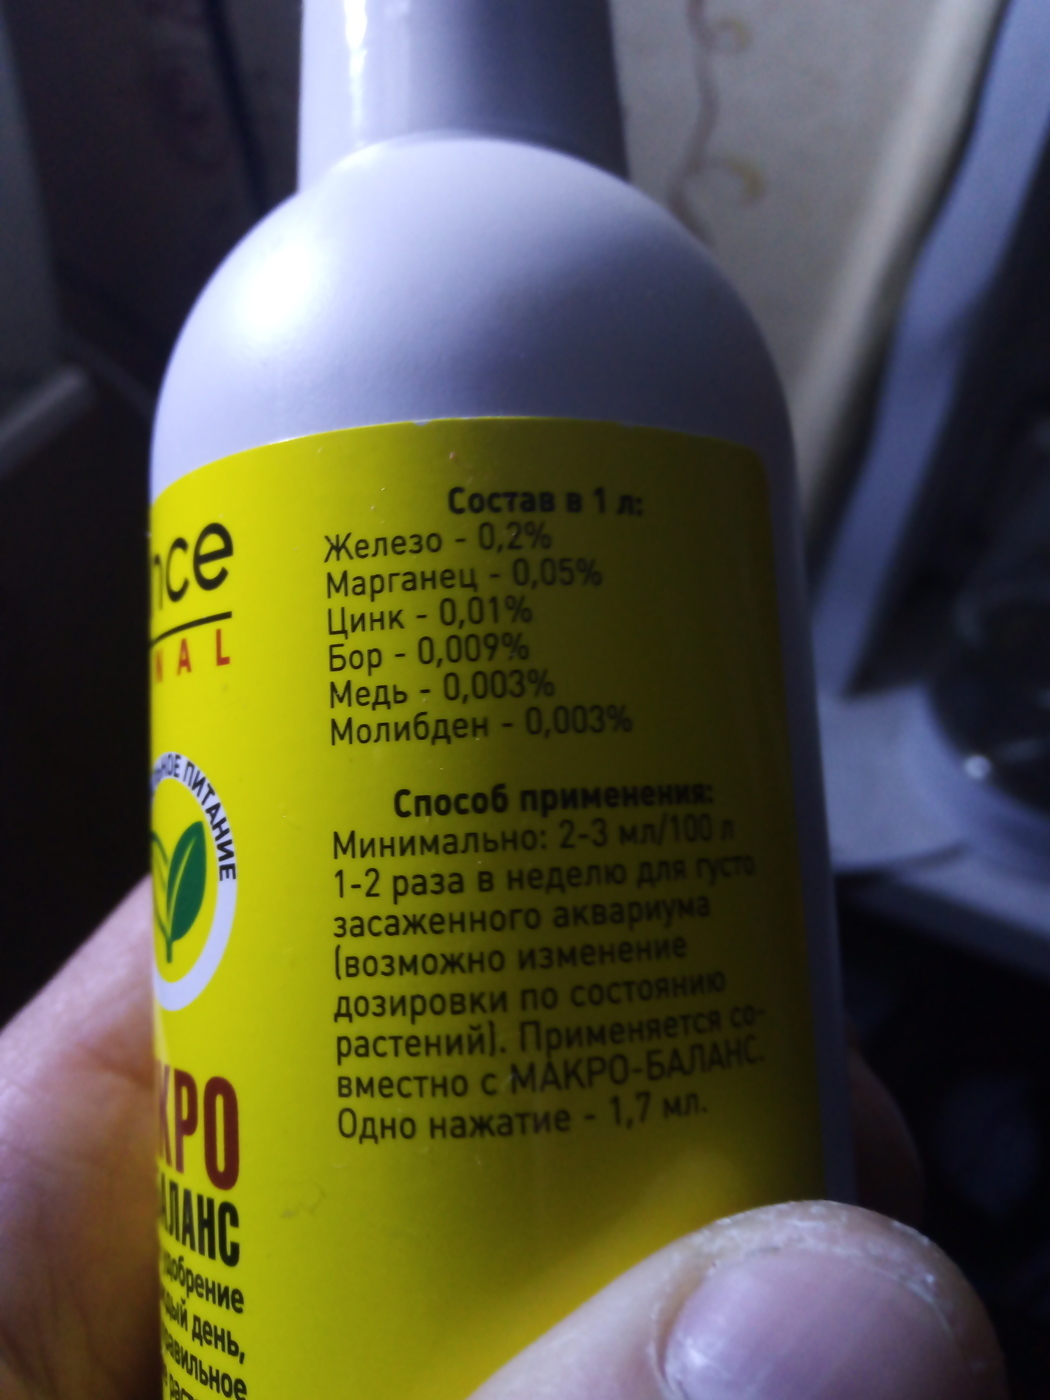 nce
NAL
НОЕ ПИТАНИЕ
КРО
БАЛАНС
удобрение
день,
Состав в 1 л:
Железо - 0,2%
Марганец - 0,05%
Цинк - 0,01%
Бор - 0,009%
Медь - 0,003%
Молибден - 0,003%
Способ применения:
Минимально: 2-3 мл/100 л
1-2 раза в неделю для густо
засаженного аквариума
(возможно изменение
дозировки по состоянию
растений). Применяется со-
вместно с МАКРО-БАЛАНС.
Одно нажатие - 1,7 мл.